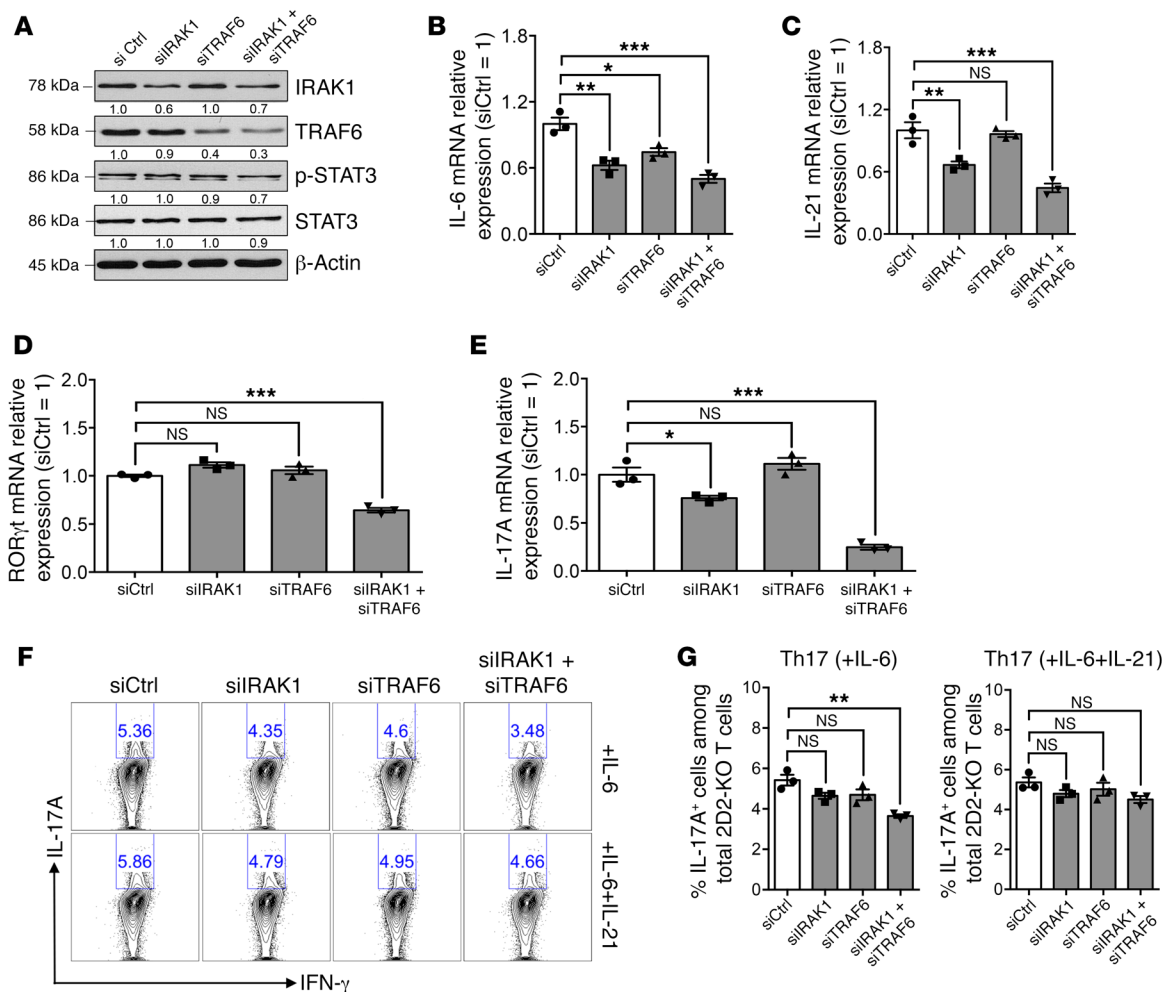 A
si Ctrl
siIRAK1
siTRAF6
siIRAK1 +
siTRAF6
78 kDa
IRAK1
1.0 0.6 1.0 0.7
58 kDa
TRAF6
1.0 0.9 0.4 0.3
86 kDa
p-STAT3
1.0 1.0 0.9 0.7
86 kDa
STAT3
1.0 1.0 1.0 0.9
45 kDa
β-Actin
B
IL-6 mRNA relative
expression (siCtrl = 1)
1.8
1.2
0.6
0.0
***
*
**
siCtrl
siIRAK1
siTRAF6
siIRAK1 +
siTRAF6
C
IL-21 mRNA relative
expression (siCtrl = 1)
1.8
1.2
0.6
0.0
***
NS
**
siCtrl
siIRAK1
siTRAF6
siIRAK1 +
siTRAF6
D
RORγt mRNA relative
expression (siCtrl = 1)
2.0
1.5
1.0
0.5
0.0
***
NS
NS
siCtrl
siIRAK1
siTRAF6
siIRAK1 +
siTRAF6
E
IL-17A mRNA relative
expression (siCtrl = 1)
2.0
1.5
1.0
0.5
0.0
***
NS
*
siCtrl
siIRAK1
siTRAF6
siIRAK1 +
siTRAF6
F
siCtrl
siIRAK1
siTRAF6
siIRAK1 +
siTRAF6
5.36 4.35 4.6 3.48
+IL-6
5.86 4.79 4.95 4.66
+IL-6+IL-21
IL-17A
IFN-γ
G
Th17 (+IL-6)
% IL-17A+ cells among
total 2D2-KO T cells
10
8
6
4
2
0
**
NS
NS
siCtrl
siIRAK1
siTRAF6
siIRAK1 +
siTRAF6
Th17 (+IL-6+IL-21)
% IL-17A+ cells among
total 2D2-KO T cells
10
8
6
4
2
0
NS
NS
NS
siCtrl
siIRAK1
siTRAF6
siIRAK1 +
siTRAF6